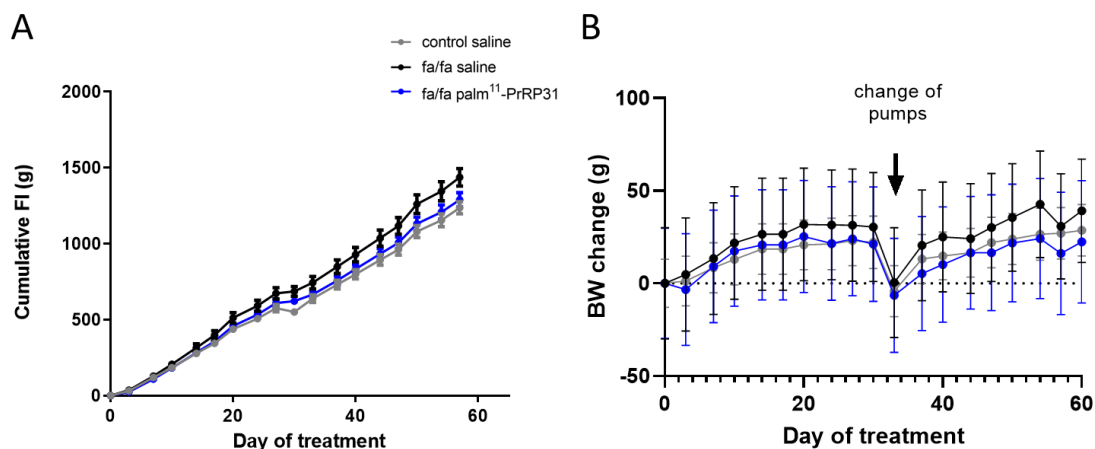 A
control saline
fa/fa saline
fa/fa palm¹¹-PrRP31
2000
1500
1000
500
0
0 20 40 60
Cumulative FI (g)
Day of treatment
B
change of
pumps
100
50
0
-50
0 20 40 60
BW change (g)
Day of treatment